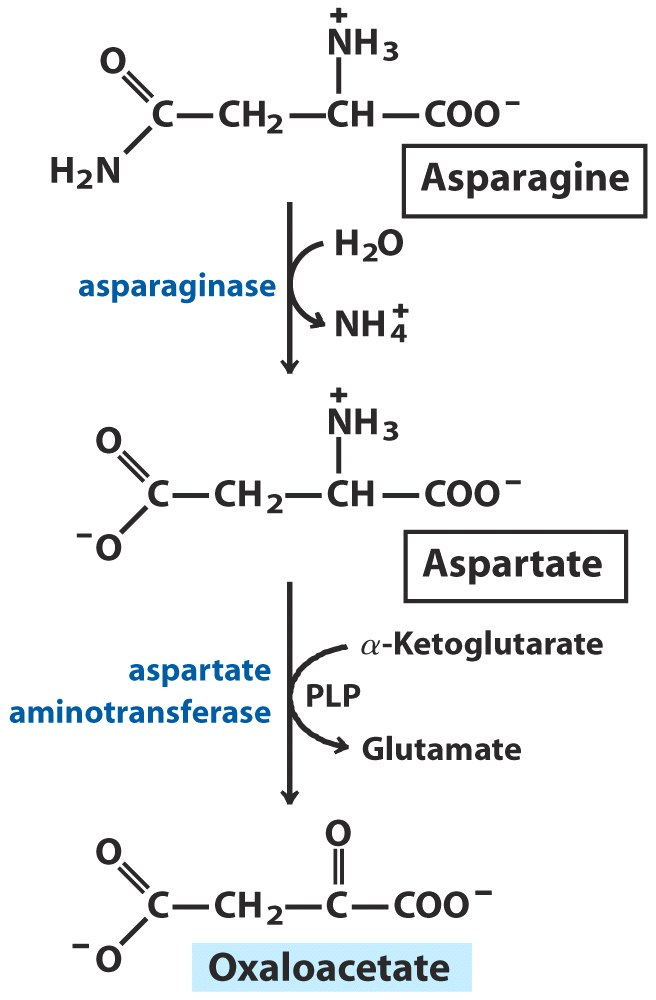 +
NH3
O
C—CH2—CH—COO−
H2N
Asparagine
H2O
asparaginase
NH4+
+
NH3
O
C—CH2—CH—COO−
−O
Aspartate
α-Ketoglutarate
aspartate
PLP
aminotransferase
Glutamate
O
O
C—CH2—C—COO−
−O
Oxaloacetate